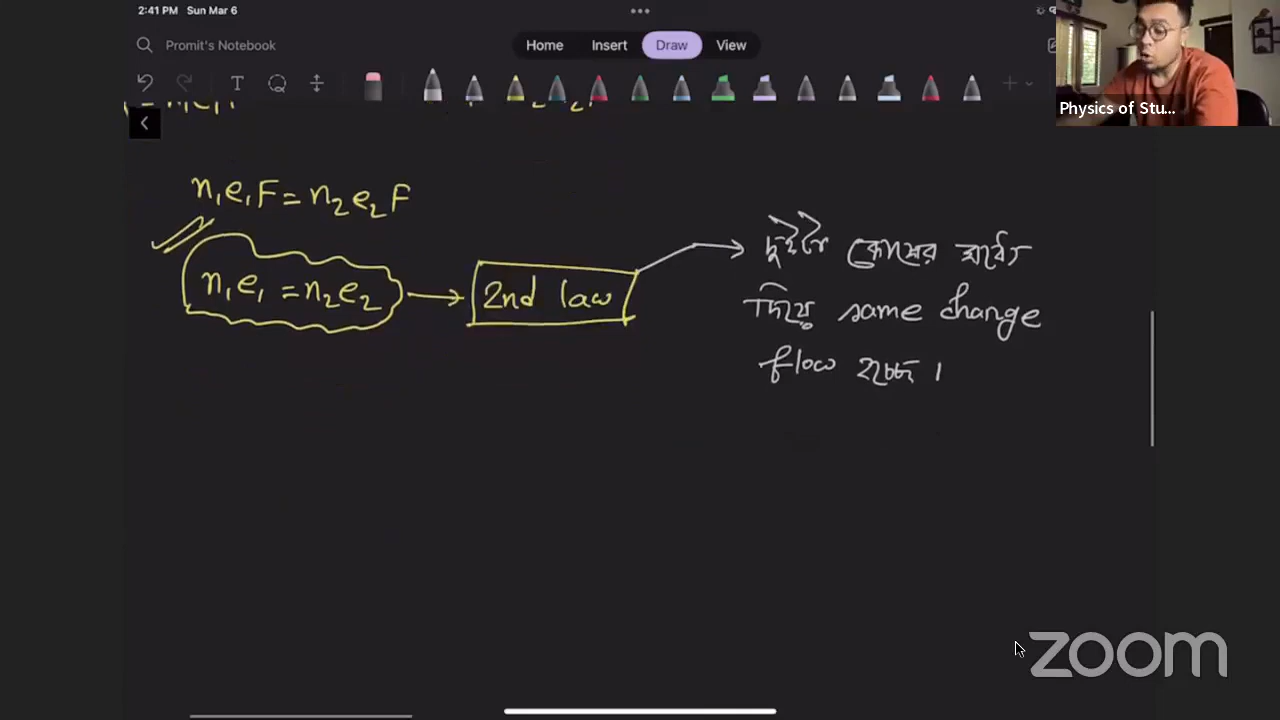 2:41 PM Sun Mar 6
Promit's Notebook
Home Insert Draw View
Physics of Stu...
n₁e₁F = n₂e₂F
n₁e₁ = n₂e₂ → 2nd law
দুইটা কোষের মধ্যে
দিয়ে same change
flow হচ্ছে ।
zoom